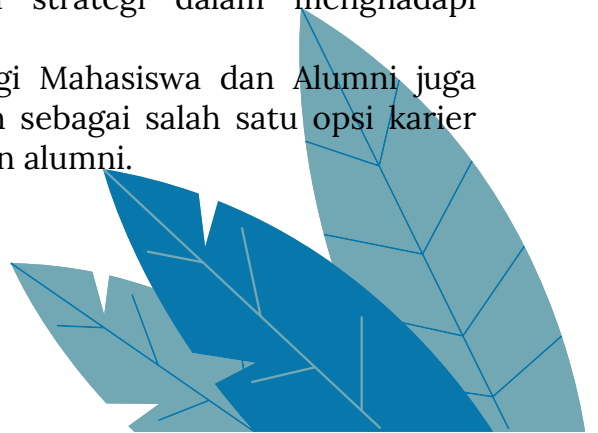 strategi dalam menghadapi
gi Mahasiswa dan Alumni juga
n sebagai salah satu opsi karier
n alumni.